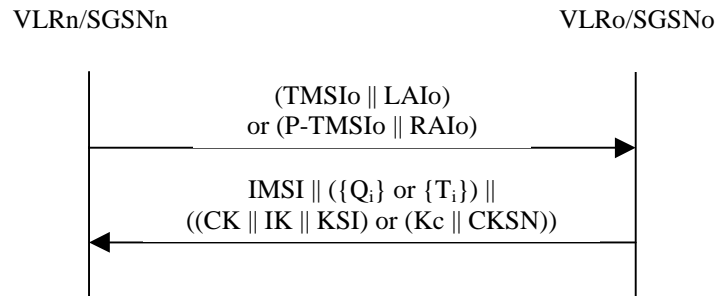 VLRn/SGSNn VLRo/SGSNo
(TMSIo || LAIo)
or (P-TMSIo || RAIo)
IMSI || ({Qi} or {Ti}) ||
((CK || IK || KSI) or (Kc || CKSN))